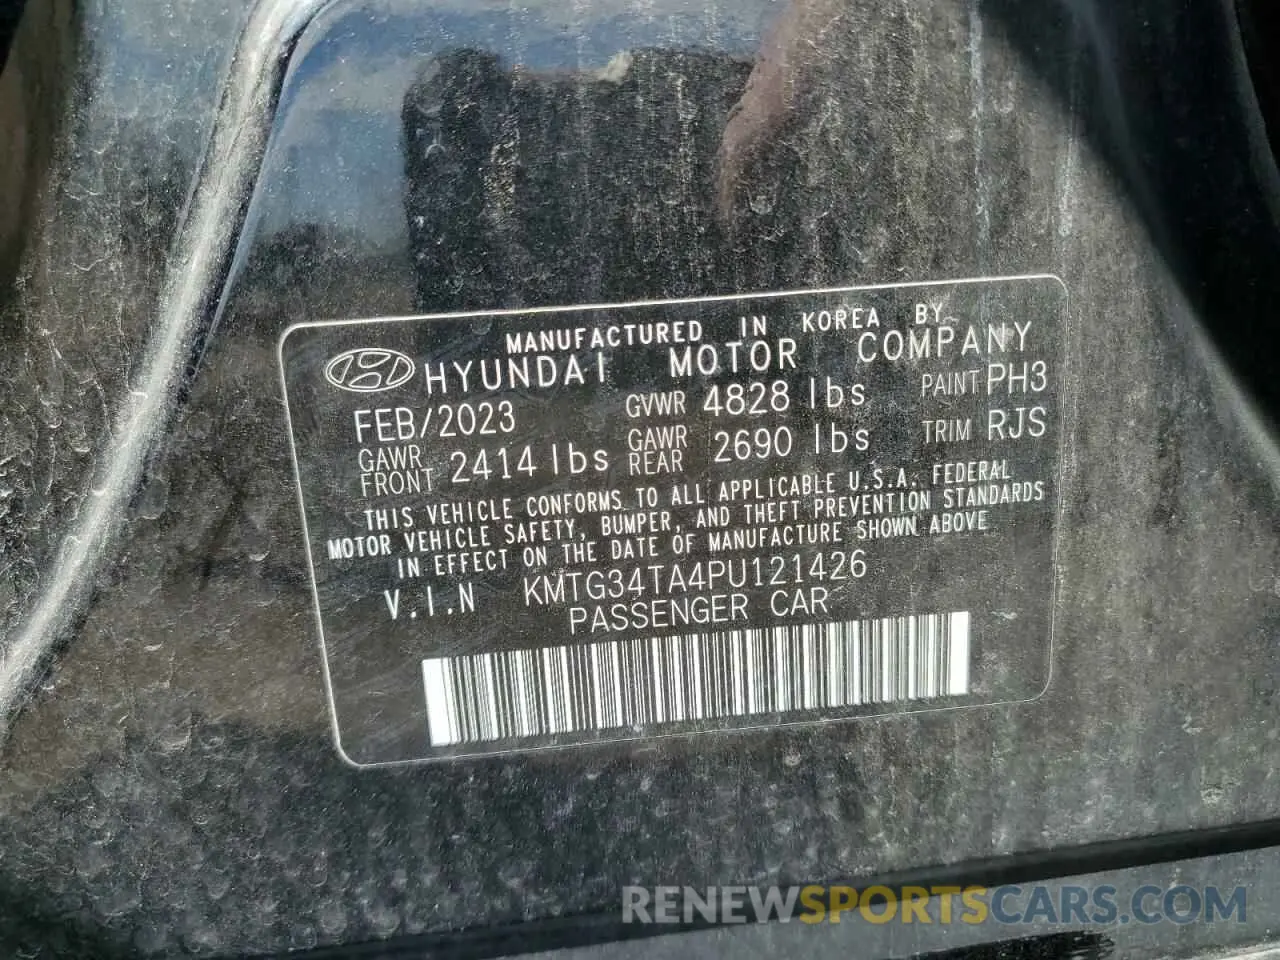 MANUFACTURED IN KOREA BY
HYUNDAI MOTOR COMPANY
FEB/2023 GVWR 4828 lbs PAINT PH3
GAWR FRONT 2414 lbs GAWR REAR 2690 lbs TRIM RJS
THIS VEHICLE CONFORMS TO ALL APPLICABLE U.S.A. FEDERAL
MOTOR VEHICLE SAFETY, BUMPER, AND THEFT PREVENTION STANDARDS
IN EFFECT ON THE DATE OF MANUFACTURE SHOWN ABOVE
V.I.N KMTG34TA4PU121426
PASSENGER CAR
RENEWSPORTSCARS.COM